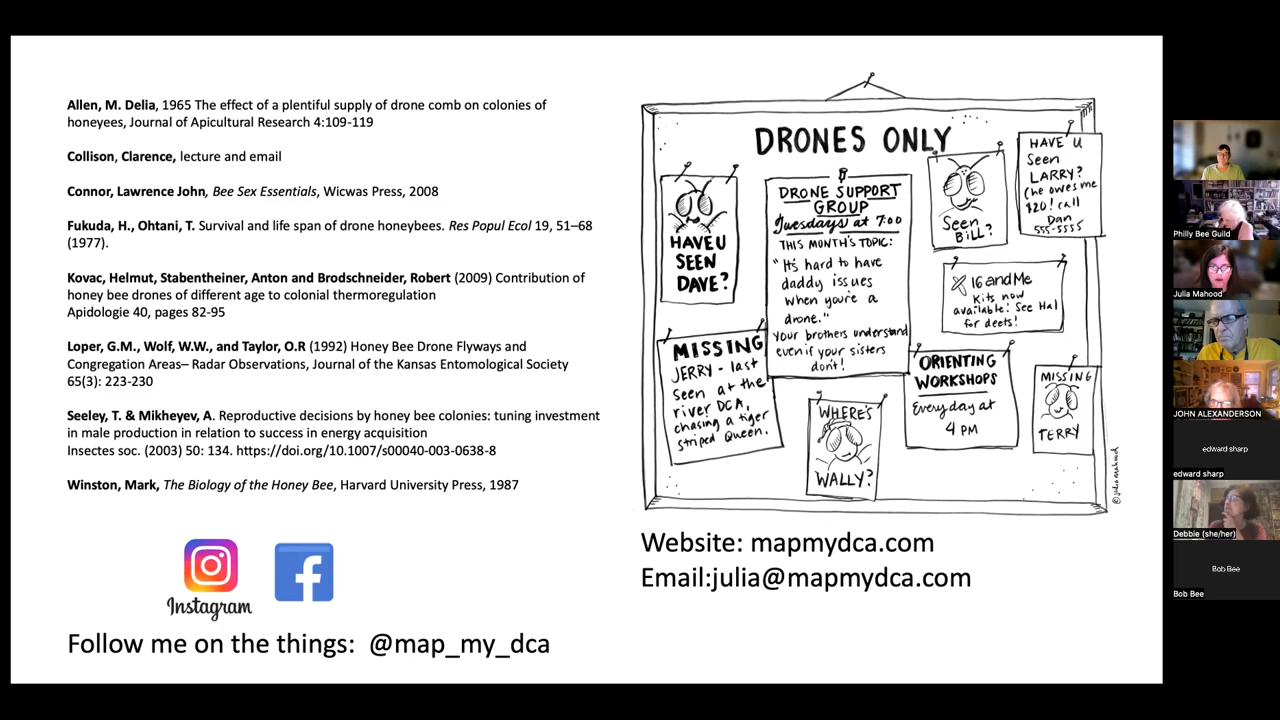 Allen, M. Delia, 1965 The effect of a plentiful supply of drone comb on colonies of
honeyees, Journal of Apicultural Research 4:109-119
Collison, Clarence, lecture and email
Connor, Lawrence John, Bee Sex Essentials, Wicwas Press, 2008
Fukuda, H., Ohtani, T. Survival and life span of drone honeybees. Res Popul Ecol 19, 51–68
(1977).
Kovac, Helmut, Stabentheiner, Anton and Brodschneider, Robert (2009) Contribution of
honey bee drones of different age to colonial thermoregulation
Apidologie 40, pages 82-95
Loper, G.M., Wolf, W.W., and Taylor, O.R (1992) Honey Bee Drone Flyways and
Congregation Areas– Radar Observations, Journal of the Kansas Entomological Society
65(3): 223-230
Seeley, T. & Mikheyev, A. Reproductive decisions by honey bee colonies: tuning investment
in male production in relation to success in energy acquisition
Insectes soc. (2003) 50: 134. https://doi.org/10.1007/s00040-003-0638-8
Winston, Mark, The Biology of the Honey Bee, Harvard University Press, 1987
Instagram
f
Follow me on the things: @map_my_dca
DRONES ONLY
HAVE U
SEEN
DAVE?
DRONE SUPPORT
GROUP
Tuesdays at 7:00
THIS MONTH'S TOPIC:
"It's hard to have
daddy issues
when you're a
drone."
Your brothers understand
even if your sisters
don't!
Seen
BILL?
HAVE U
Seen
LARRY?
(he owes me
$20! call
Dan
555-5555
16 and Me
Kits now
available! See Hal
for deets!
MISSING
JERRY - last
seen at the
river DCA,
chasing a tiger
striped Queen.
WHERE'S
WALLY?
ORIENTING
WORKSHOPS
Everyday at
4 PM
MISSING
TERRY
©julia mahood
Website: mapmydca.com
Email:julia@mapmydca.com
Philly Bee Guild
Julia Mahood
JOHN ALEXANDERSON
edward sharp
edward sharp
Debbie (she/her)
Bob Bee
Bob Bee